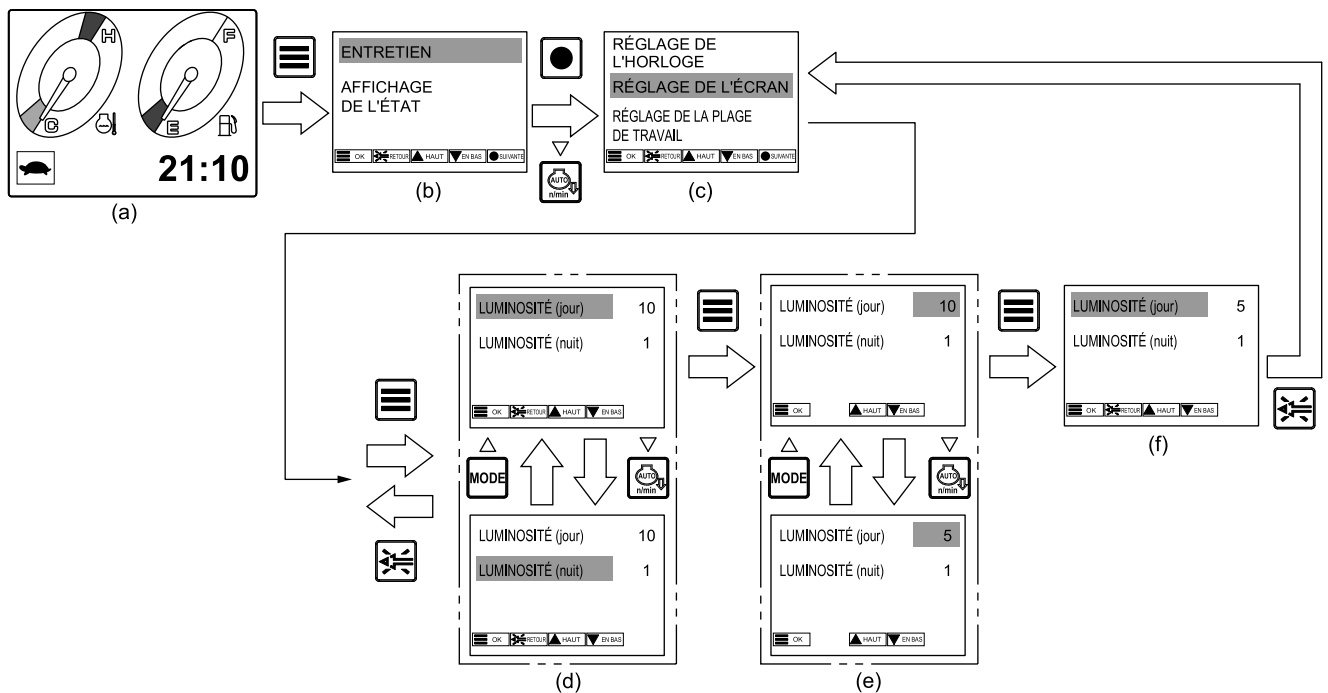 H
F
C
E
21:10
(a)
ENTRETIEN
AFFICHAGE
DE L'ÉTAT
OK RETOUR HAUT EN BAS SUIVANTE
(b)
AUTO
n/min
RÉGLAGE DE
L'HORLOGE
RÉGLAGE DE L'ÉCRAN
RÉGLAGE DE LA PLAGE
DE TRAVAIL
OK RETOUR HAUT EN BAS SUIVANTE
(c)
LUMINOSITÉ (jour) 10
LUMINOSITÉ (nuit) 1
OK RETOUR HAUT EN BAS
MODE
AUTO
n/min
LUMINOSITÉ (jour) 10
LUMINOSITÉ (nuit) 1
OK RETOUR HAUT EN BAS
(d)
LUMINOSITÉ (jour) 10
LUMINOSITÉ (nuit) 1
OK HAUT EN BAS
MODE
AUTO
n/min
LUMINOSITÉ (jour) 5
LUMINOSITÉ (nuit) 1
OK HAUT EN BAS
(e)
LUMINOSITÉ (jour) 5
LUMINOSITÉ (nuit) 1
OK RETOUR HAUT EN BAS
(f)